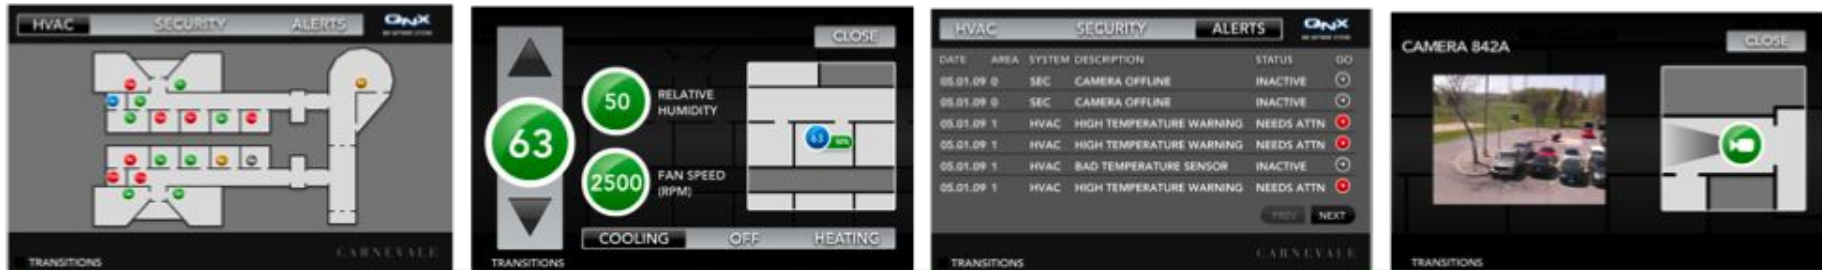 HVAC SECURITY ALERTS QNX
CARNEVALE
TRANSITIONS
CLOSE
50 RELATIVE HUMIDITY
63
63
2500 FAN SPEED (RPM)
COOLING OFF HEATING
TRANSITIONS
HVAC SECURITY ALERTS QNX
DATE AREA SYSTEM DESCRIPTION STATUS GO
05.01.09 0 SEC CAMERA OFFLINE INACTIVE
05.01.09 0 SEC CAMERA OFFLINE INACTIVE
05.01.09 1 HVAC HIGH TEMPERATURE WARNING NEEDS ATTN
05.01.09 1 HVAC HIGH TEMPERATURE WARNING NEEDS ATTN
05.01.09 1 HVAC BAD TEMPERATURE SENSOR INACTIVE
05.01.09 1 HVAC HIGH TEMPERATURE WARNING NEEDS ATTN
PREV NEXT
CARNEVALE
TRANSITIONS
CAMERA 842A CLOSE
TRANSITIONS